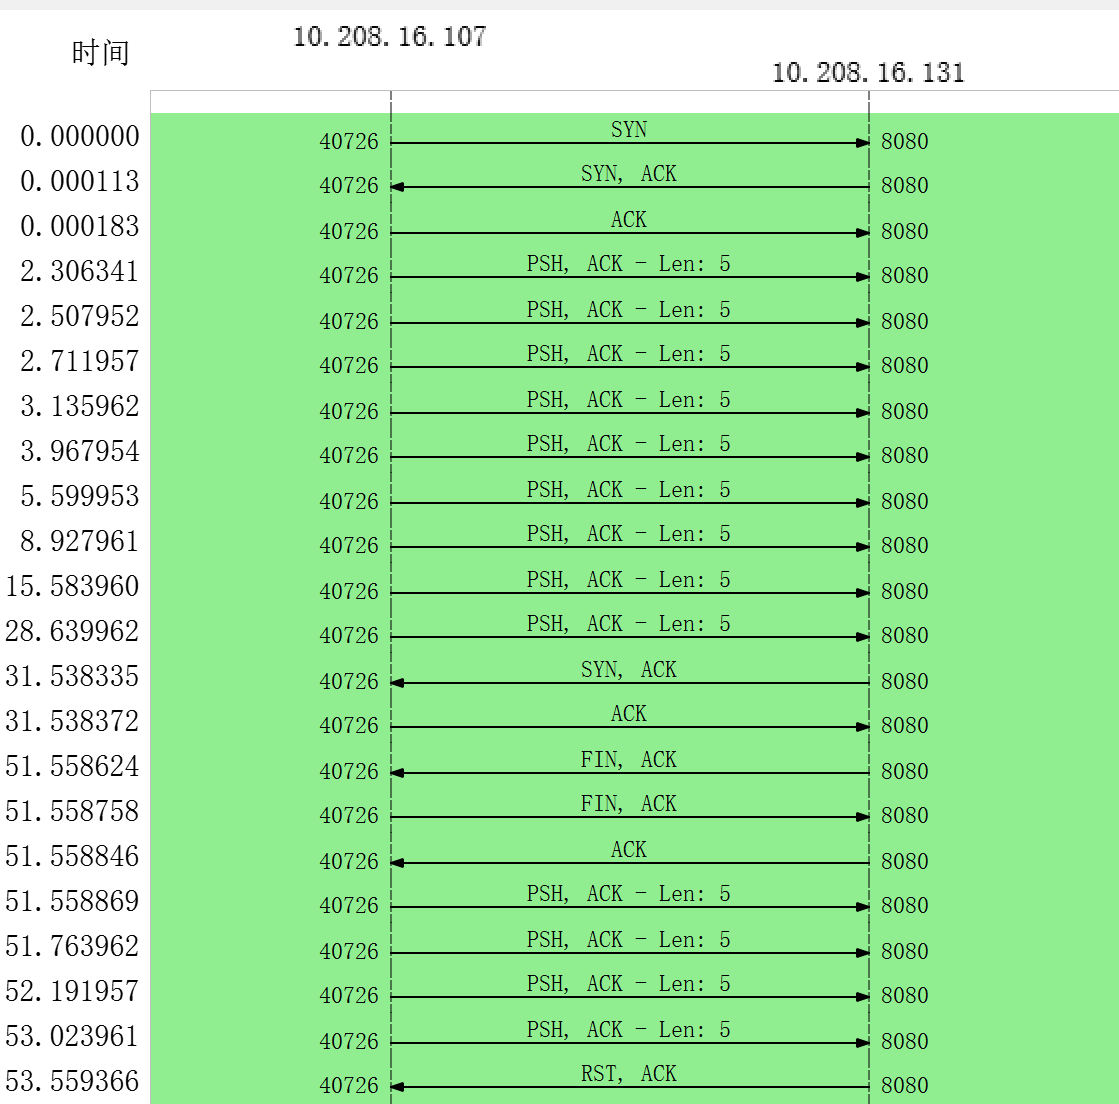 时间
10.208.16.107
10.208.16.131
0.000000 40726 SYN 8080
0.000113 40726 SYN, ACK 8080
0.000183 40726 ACK 8080
2.306341 40726 PSH, ACK - Len: 5 8080
2.507952 40726 PSH, ACK - Len: 5 8080
2.711957 40726 PSH, ACK - Len: 5 8080
3.135962 40726 PSH, ACK - Len: 5 8080
3.967954 40726 PSH, ACK - Len: 5 8080
5.599953 40726 PSH, ACK - Len: 5 8080
8.927961 40726 PSH, ACK - Len: 5 8080
15.583960 40726 PSH, ACK - Len: 5 8080
28.639962 40726 PSH, ACK - Len: 5 8080
31.538335 40726 SYN, ACK 8080
31.538372 40726 ACK 8080
51.558624 40726 FIN, ACK 8080
51.558758 40726 FIN, ACK 8080
51.558846 40726 ACK 8080
51.558869 40726 PSH, ACK - Len: 5 8080
51.763962 40726 PSH, ACK - Len: 5 8080
52.191957 40726 PSH, ACK - Len: 5 8080
53.023961 40726 PSH, ACK - Len: 5 8080
53.559366 40726 RST, ACK 8080